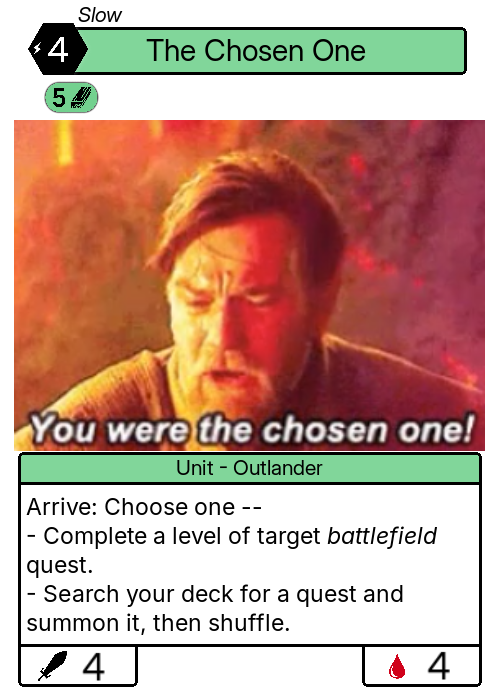 Slow
4
The Chosen One
5
You were the chosen one!
Unit - Outlander
Arrive: Choose one --
- Complete a level of target battlefield
quest.
- Search your deck for a quest and
summon it, then shuffle.
4
4